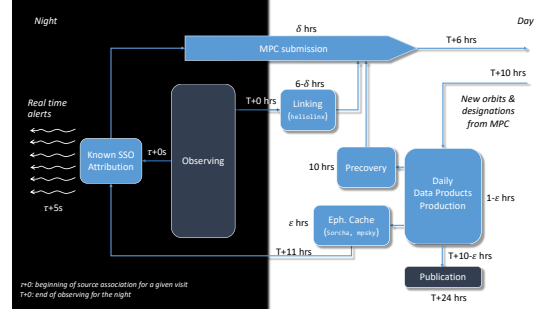 Night
Day
δ hrs
MPC submission
T+6 hrs
T+10 hrs
6-δ hrs
T+0 hrs
Linking
(heliolinx)
New orbits &
designations
from MPC
Real time
alerts
Known SSO
Attribution
τ+0s
Observing
τ+5s
10 hrs
Precovery
Daily
Data Products
Production
1-ε hrs
ε hrs
Eph. Cache
(Sorcha, mpsky)
T+11 hrs
T+10-ε hrs
Publication
T+24 hrs
τ+0: beginning of source association for a given visit
T+0: end of observing for the night